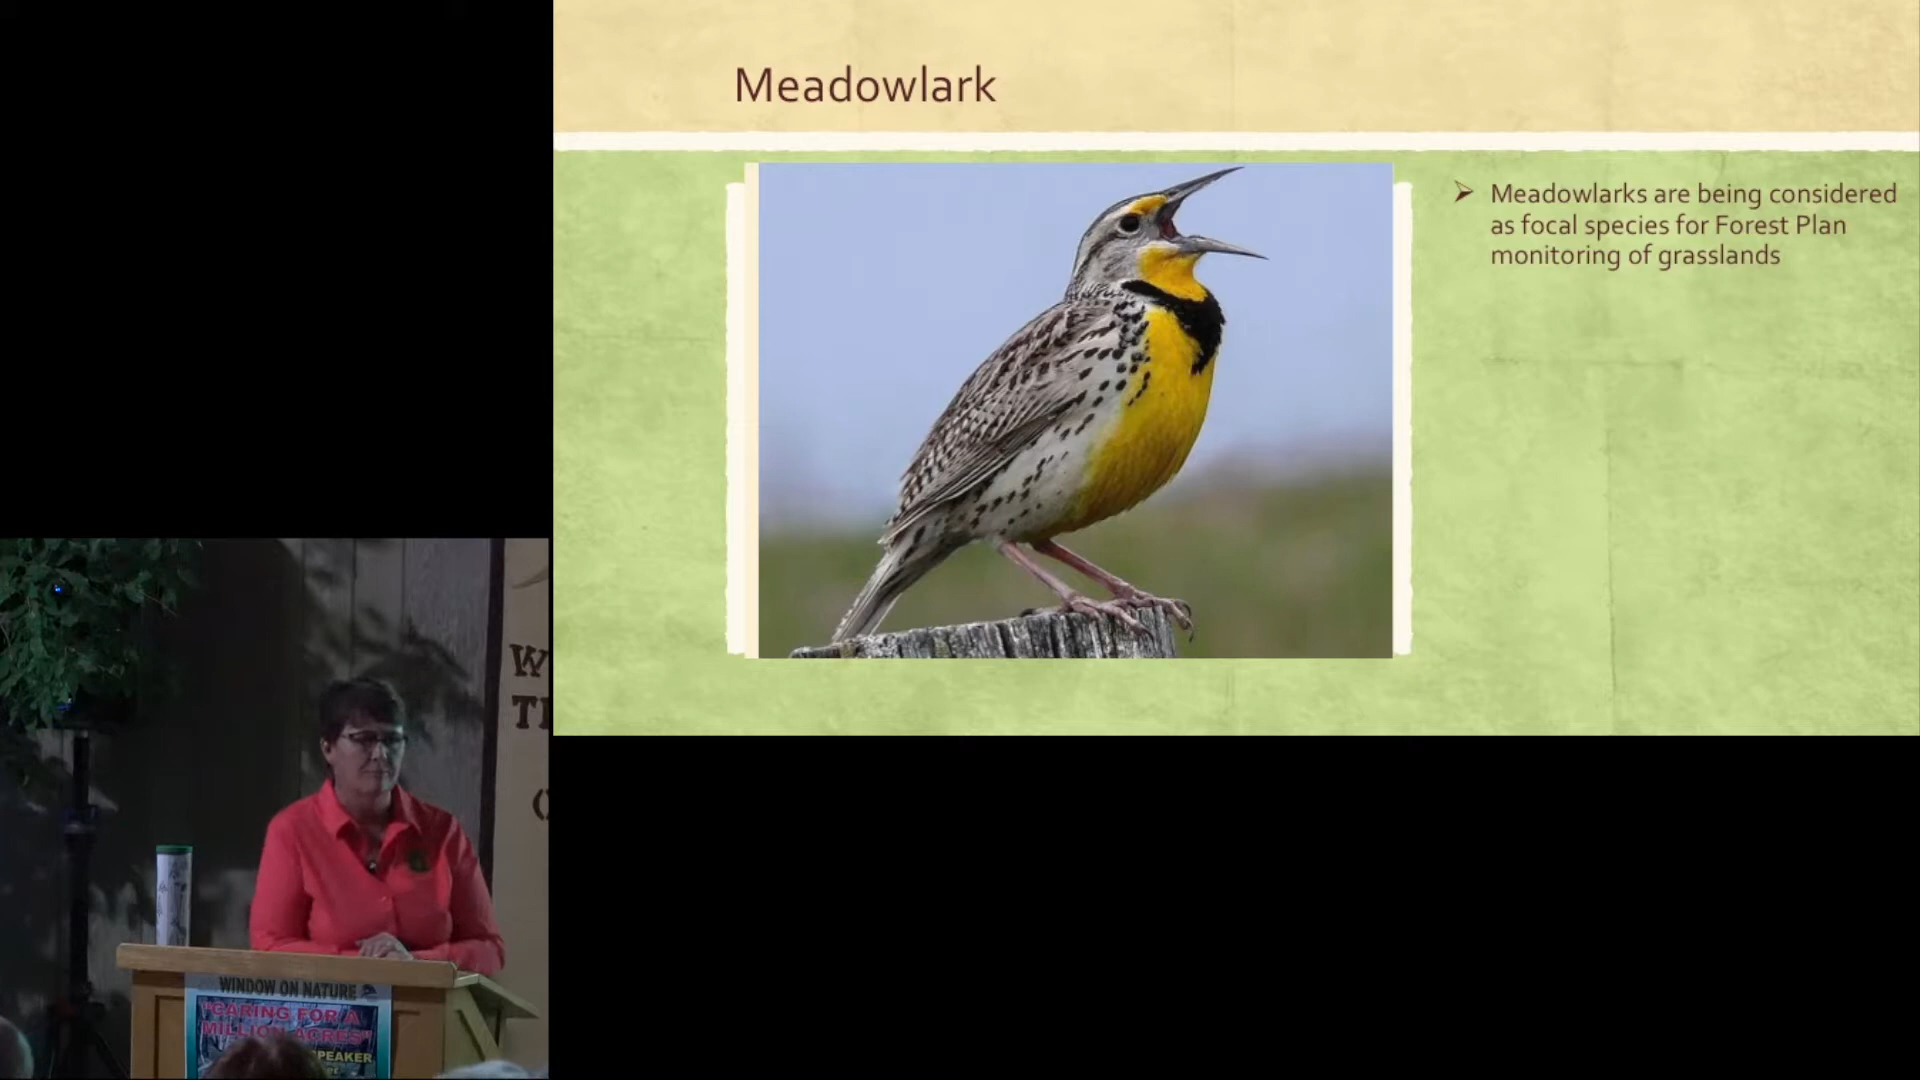 Meadowlark
Meadowlarks are being considered
as focal species for Forest Plan
monitoring of grasslands
W
(
WINDOW ON NATURE
"CARING FOR A
MILLION ACRES"
SPEAKER